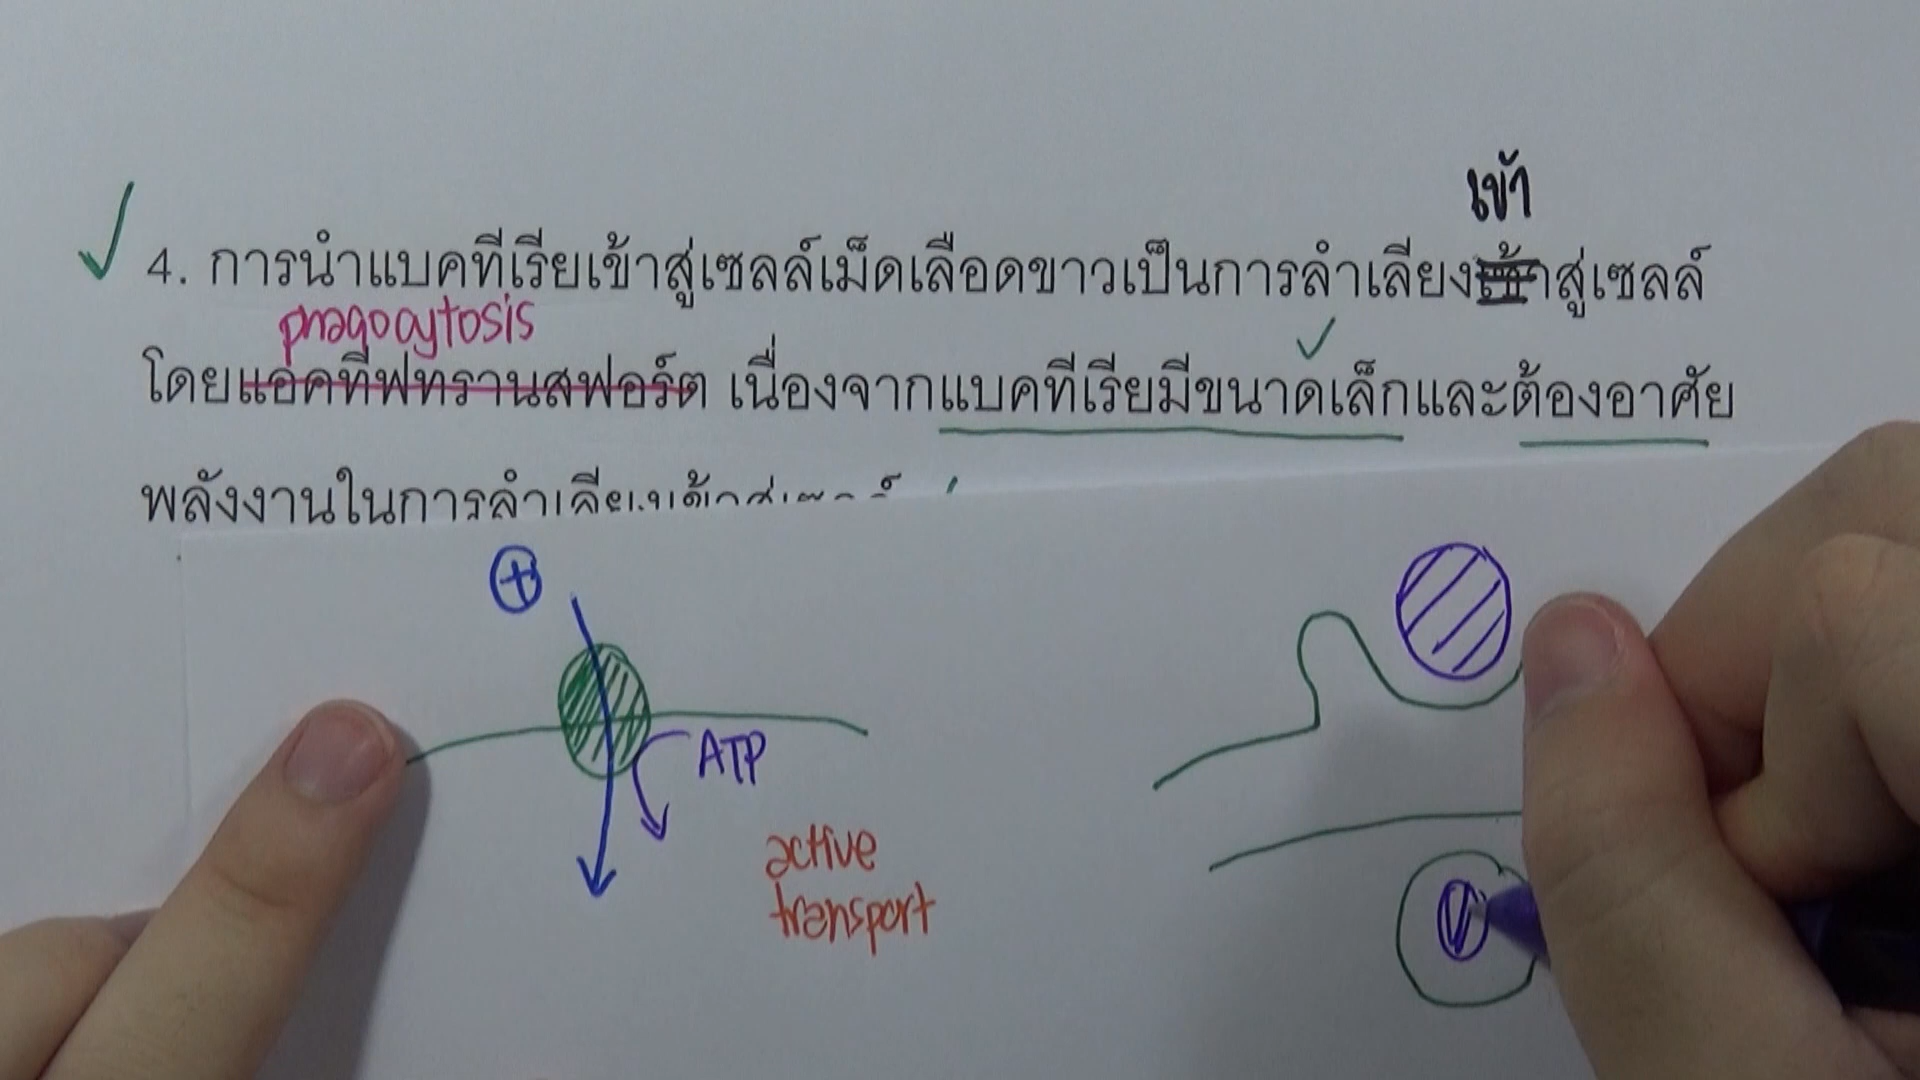 เข้า
4. การนำแบคทีเรียเข้าสู่เซลล์เม็ดเลือดขาวเป็นการลำเลียงเข้าสู่เซลล์
phagocytosis
โดยแอคทีฟทรานสฟอร์ต เนื่องจากแบคทีเรียมีขนาดเล็กและต้องอาศัย
พลังงานในการลำเลียง
ATP
active
transport